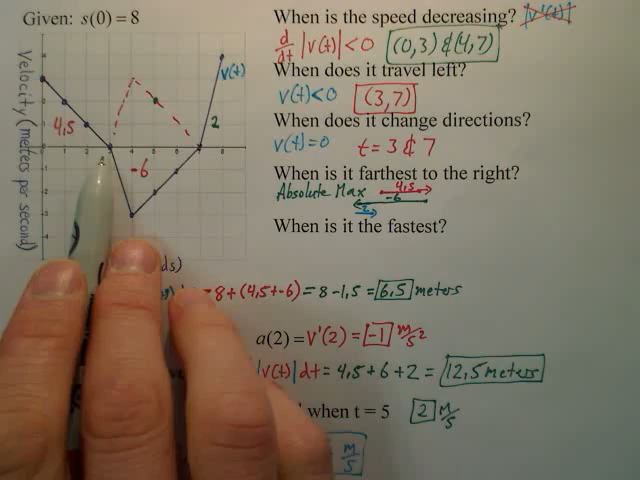 Given: s(0) = 8
Velocity (meters per second)
v(t)
4,5
-6
2
When is the speed decreasing? |v'(t)|
d/dt |v(t)| < 0 (0,3) & (4,7)
When does it travel left?
v(t) < 0 (3,7)
When does it change directions?
v(t) = 0 t = 3 & 7
When is it farthest to the right?
Absolute Max 4,5
-6
2
When is it the fastest?
= 8 + (4,5 + -6) = 8 - 1,5 = 6,5 meters
a(2) = v'(2) = -1 m/s²
|v(t)| dt = 4,5 + 6 + 2 = 12,5 meters
when t = 5 2 m/s
m/s